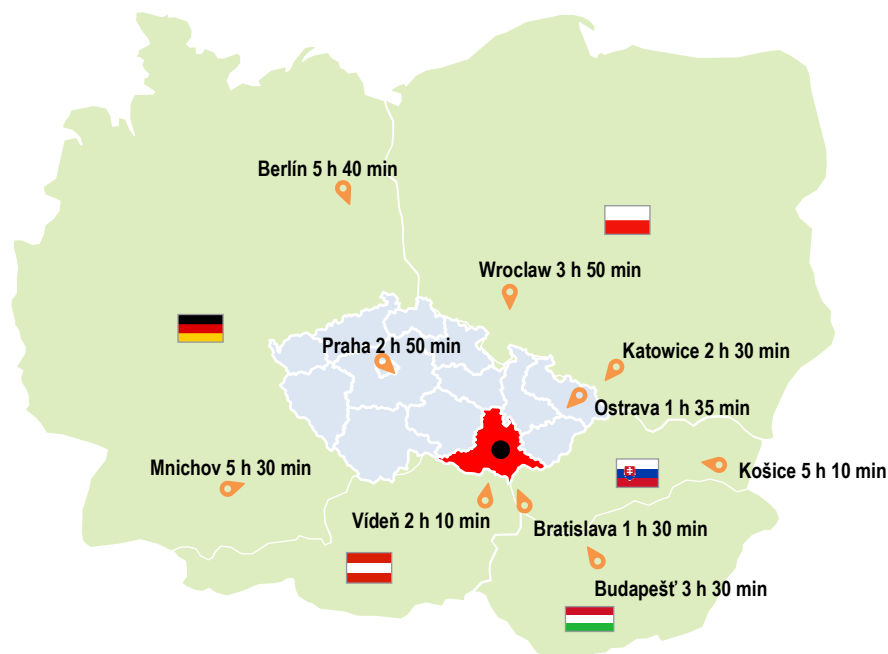 Berlín 5 h 40 min
Wroclaw 3 h 50 min
Praha 2 h 50 min
Katowice 2 h 30 min
Ostrava 1 h 35 min
Mnichov 5 h 30 min
Košice 5 h 10 min
Vídeň 2 h 10 min
Bratislava 1 h 30 min
Budapešť 3 h 30 min